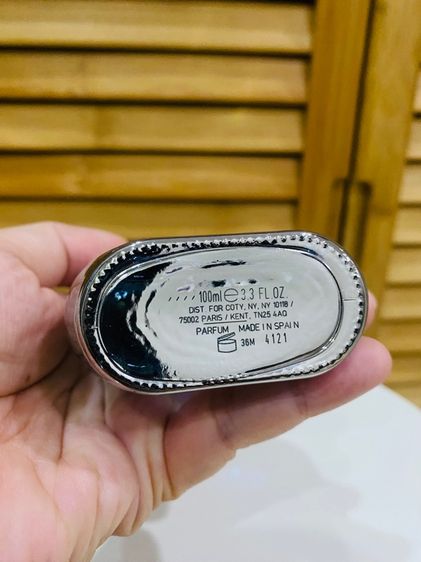 100ml ℮ 3.3 FL.OZ.
DIST. FOR COTY, NY, NY 10118 /
75002 PARIS / KENT. TN25 4AQ
PARFUM MADE IN SPAIN
36M 4121